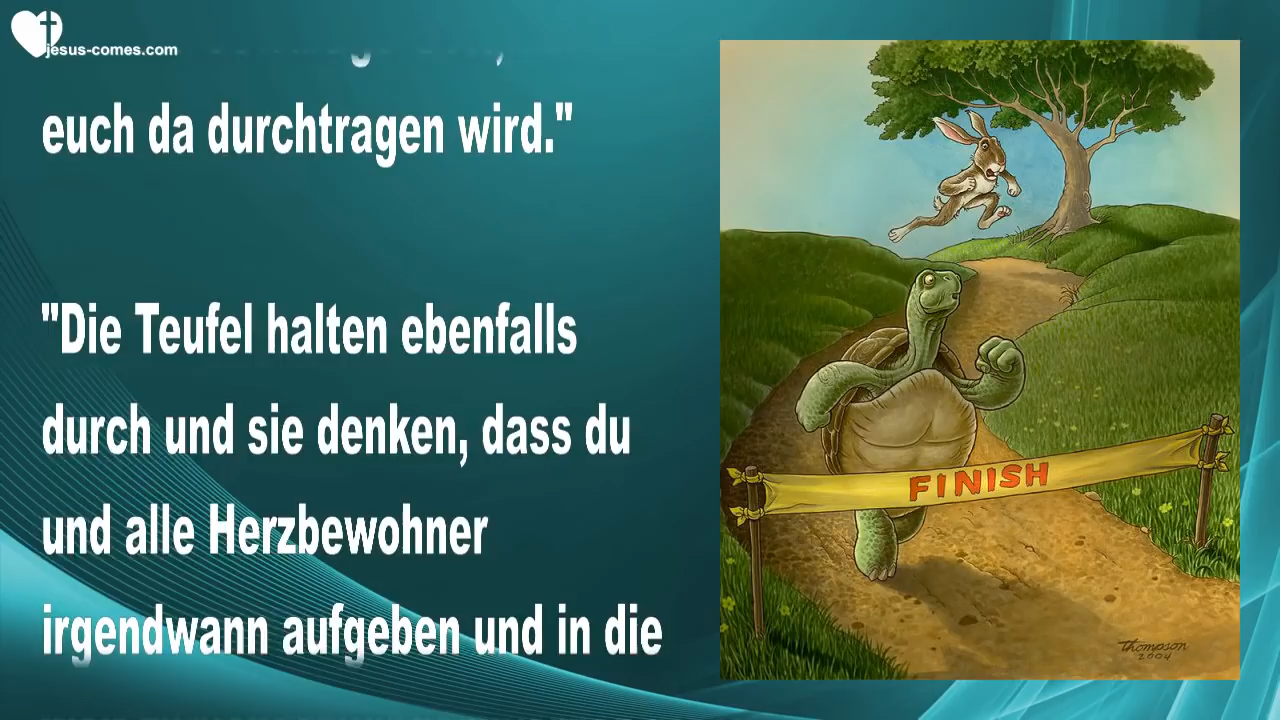 jesus-comes.com
euch da durchtragen wird."
"Die Teufel halten ebenfalls
durch und sie denken, dass du
und alle Herzbewohner
irgendwann aufgeben und in die
FINISH
Thompson
2004